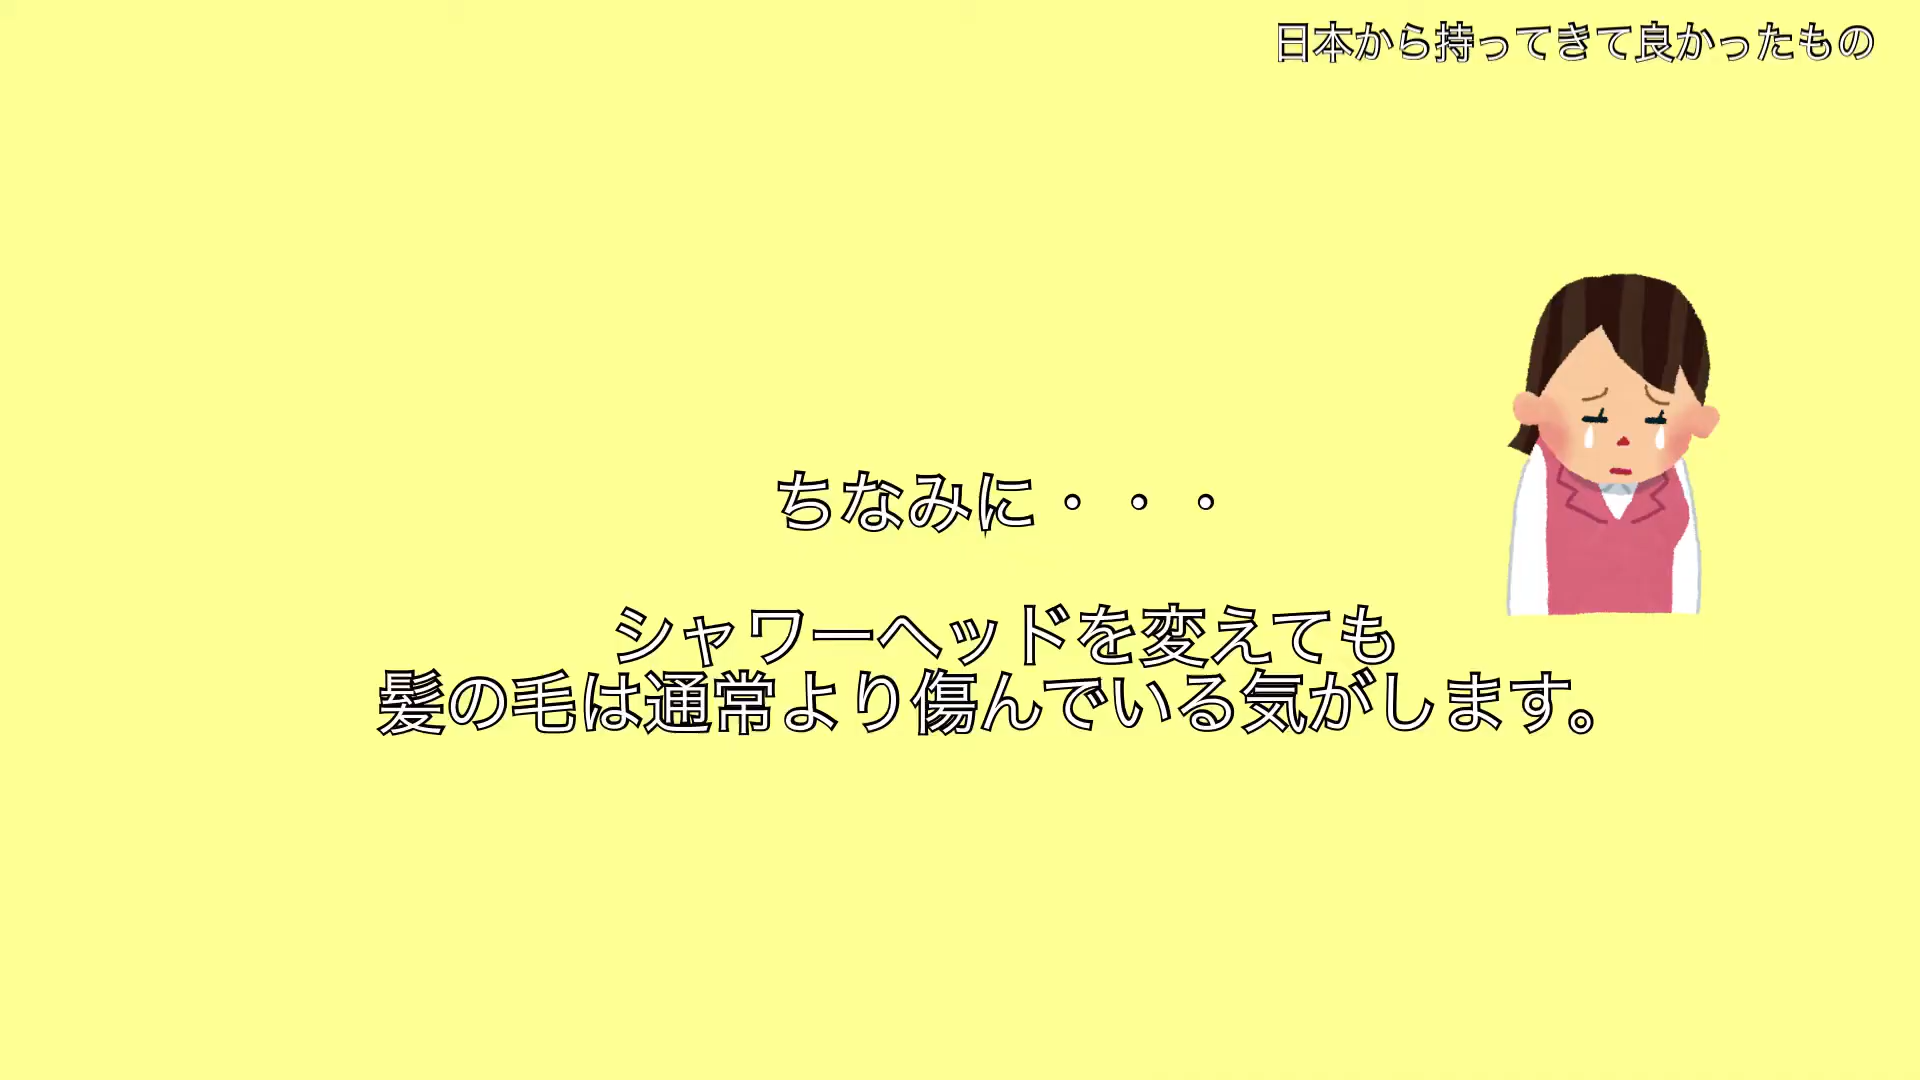 日本から持ってきて良かったもの
ちなみに・・・
シャワーヘッドを変えても
髪の毛は通常より傷んでいる気がします。